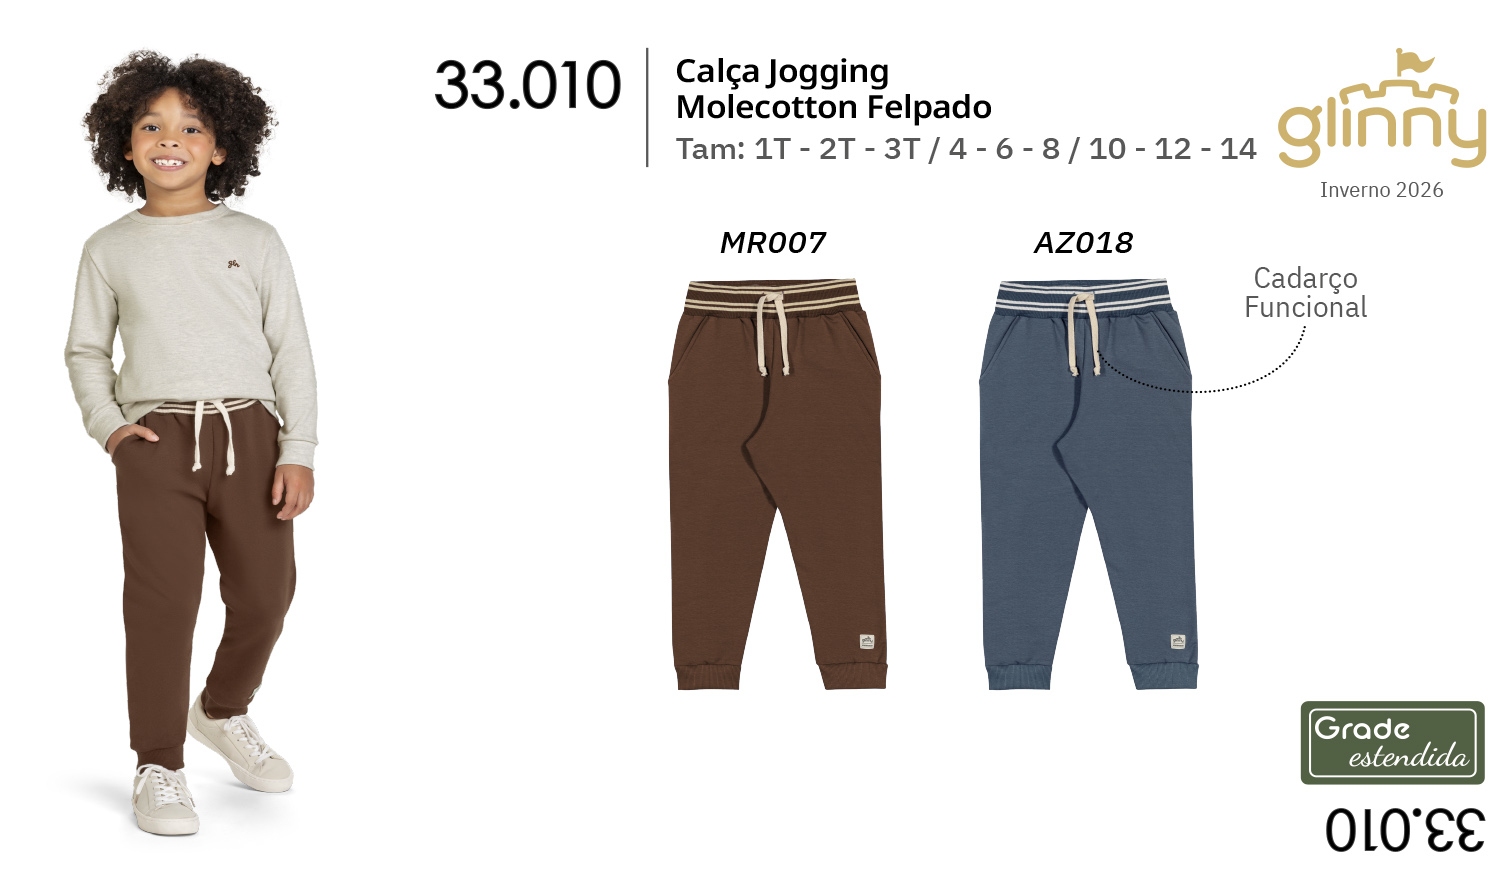 33.010
Calça Jogging
Molecotton Felpado
Tam: 1T - 2T - 3T / 4 - 6 - 8 / 10 - 12 - 14
glinny
Inverno 2026
MR007
AZ018
Cadarço
Funcional
Grade
estendida
33.010